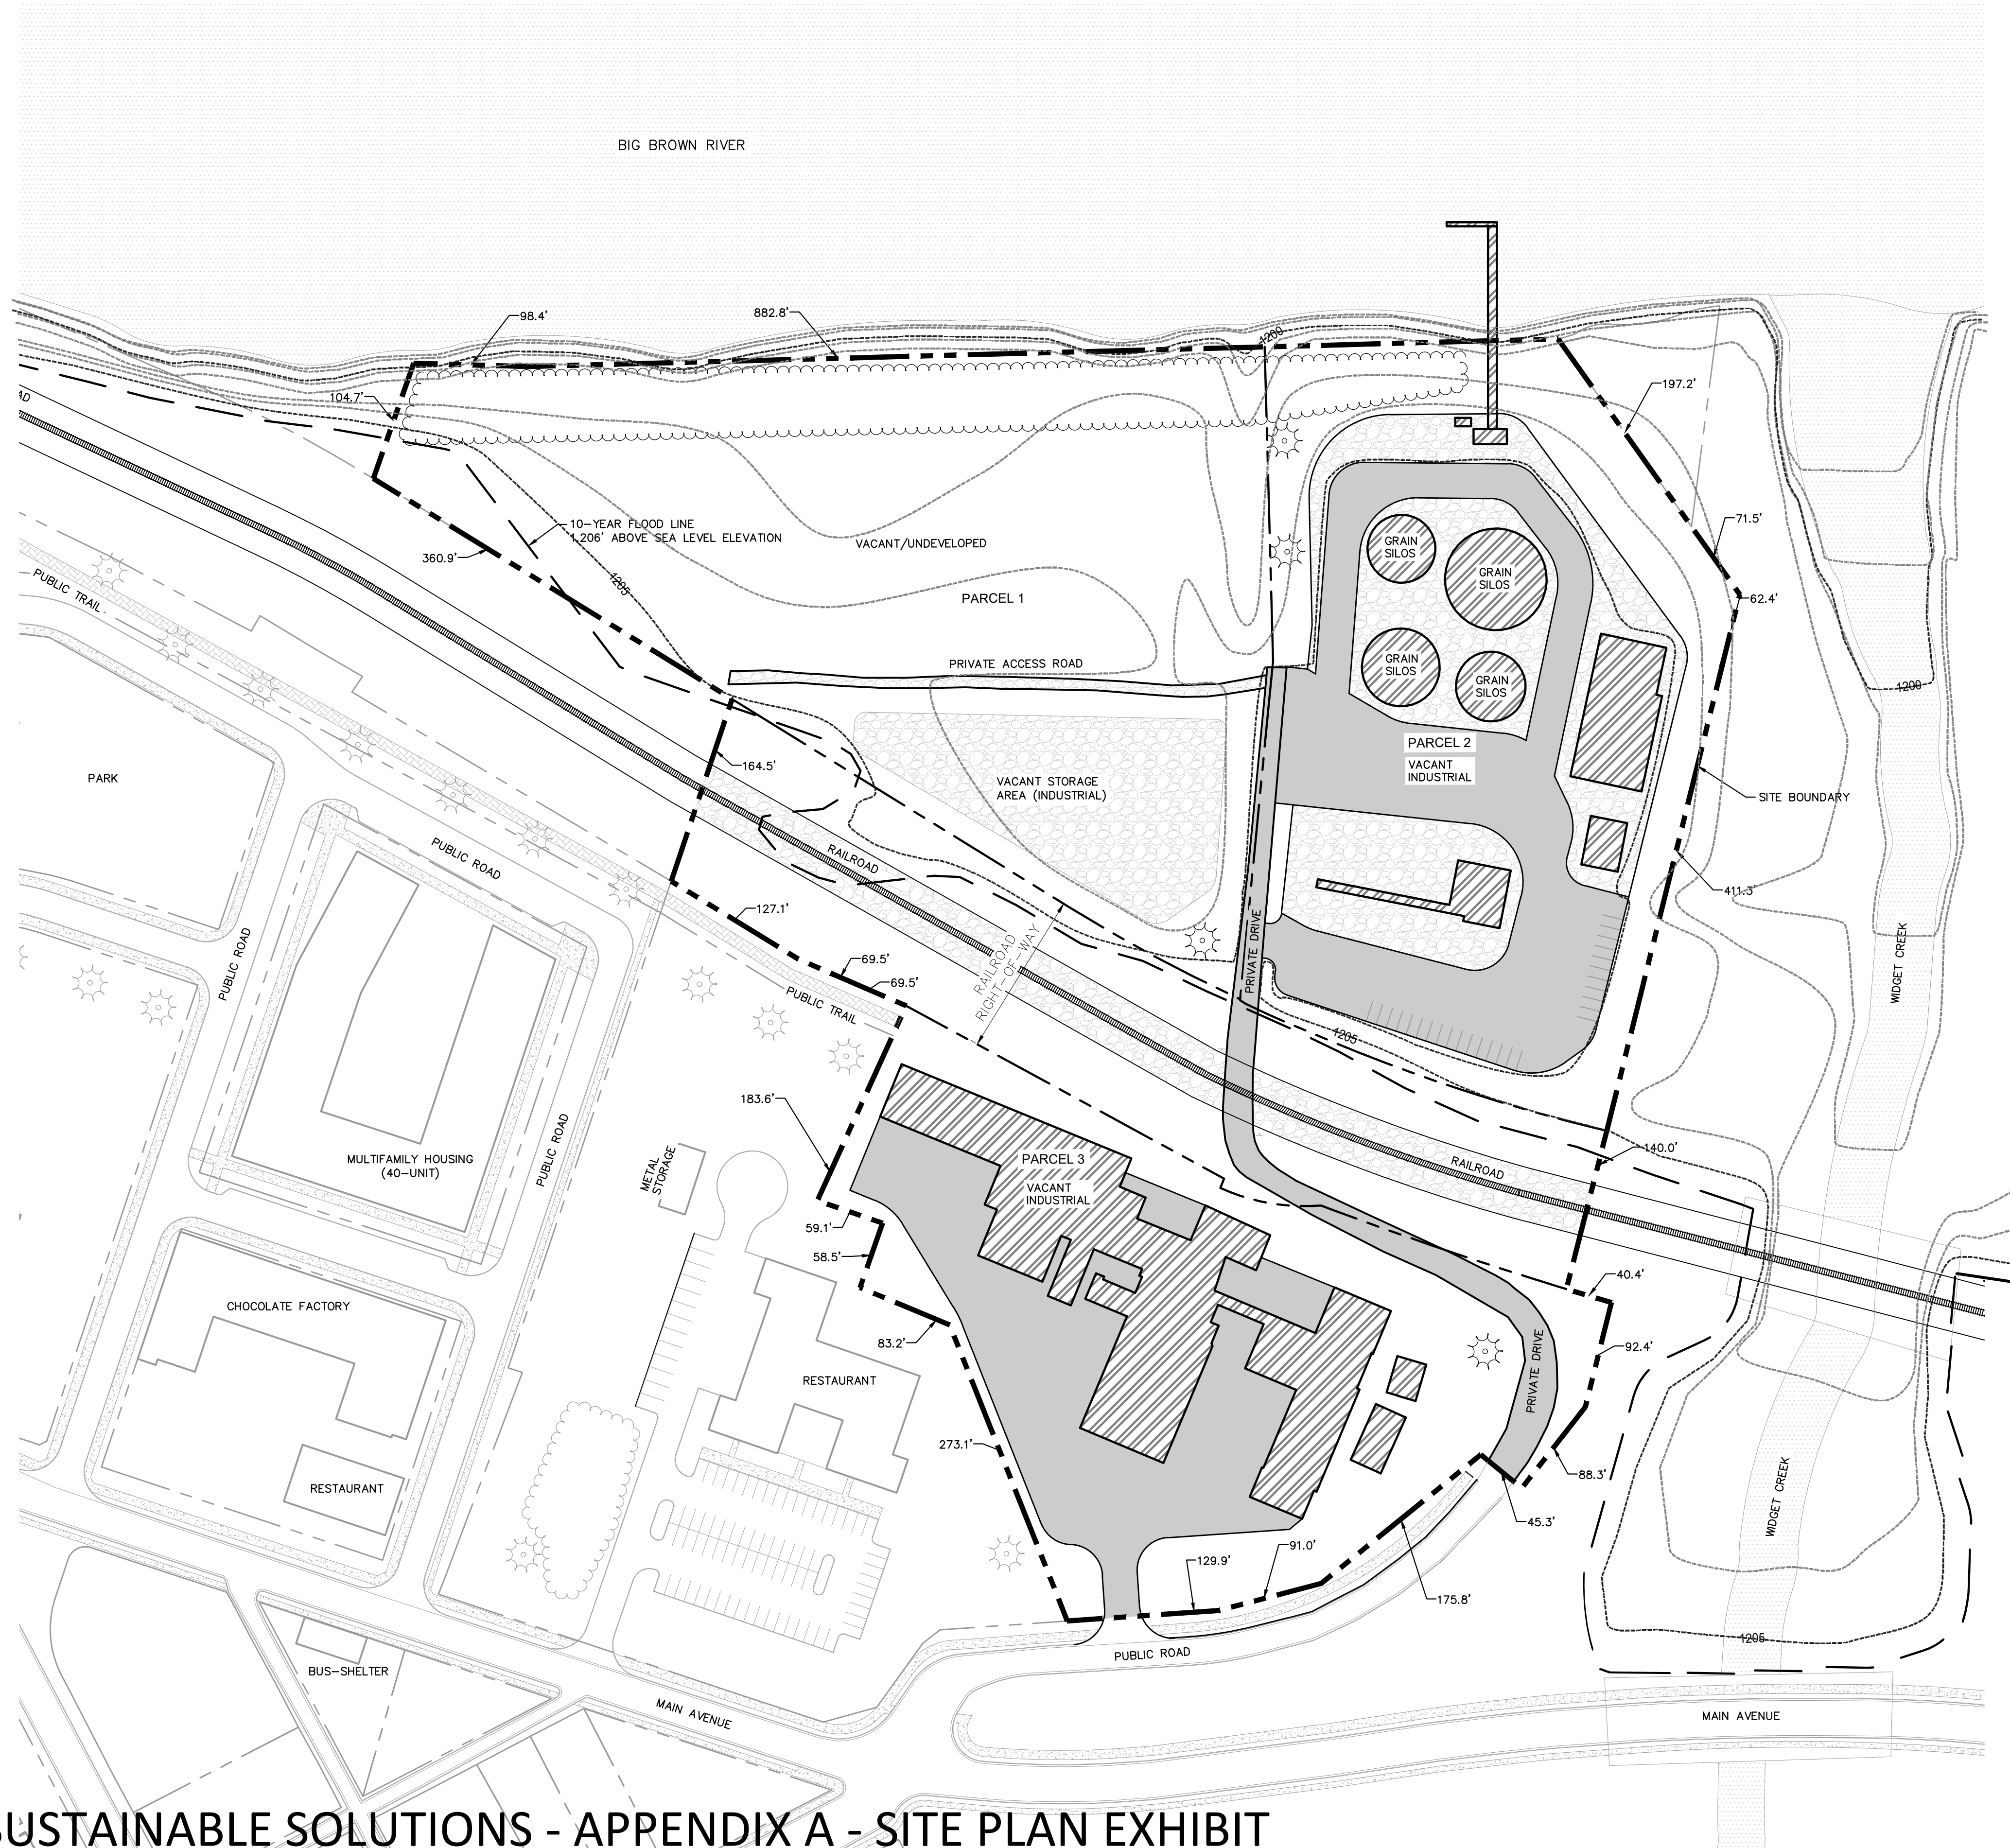 BIG BROWN RIVER
98.4'
882.8'
1200
197.2'
104.7'
AD
71.5'
10-YEAR FLOOD LINE
1,206' ABOVE SEA LEVEL ELEVATION
VACANT/UNDEVELOPED
GRAIN
SILOS
GRAIN
SILOS
360.9'
1205
PUBLIC TRAIL
PARCEL 1
62.4'
PRIVATE ACCESS ROAD
GRAIN
SILOS
GRAIN
SILOS
1200
PARCEL 2
VACANT
INDUSTRIAL
164.5'
PARK
VACANT STORAGE
AREA (INDUSTRIAL)
SITE BOUNDARY
PUBLIC ROAD
RAILROAD
411.3'
127.1'
PUBLIC ROAD
69.5'
69.5'
RAILROAD
RIGHT-OF-WAY
PRIVATE DRIVE
WIDGET CREEK
PUBLIC TRAIL
1205
183.6'
PUBLIC ROAD
MULTIFAMILY HOUSING
(40-UNIT)
METAL
STORAGE
PARCEL 3
VACANT
INDUSTRIAL
140.0'
RAILROAD
59.1'
58.5'
40.4'
CHOCOLATE FACTORY
83.2'
92.4'
RESTAURANT
PRIVATE DRIVE
273.1'
88.3'
WIDGET CREEK
RESTAURANT
45.3'
91.0'
129.9'
175.8'
1205
PUBLIC ROAD
BUS-SHELTER
MAIN AVENUE
MAIN AVENUE
SUSTAINABLE SOLUTIONS - APPENDIX A - SITE PLAN EXHIBIT